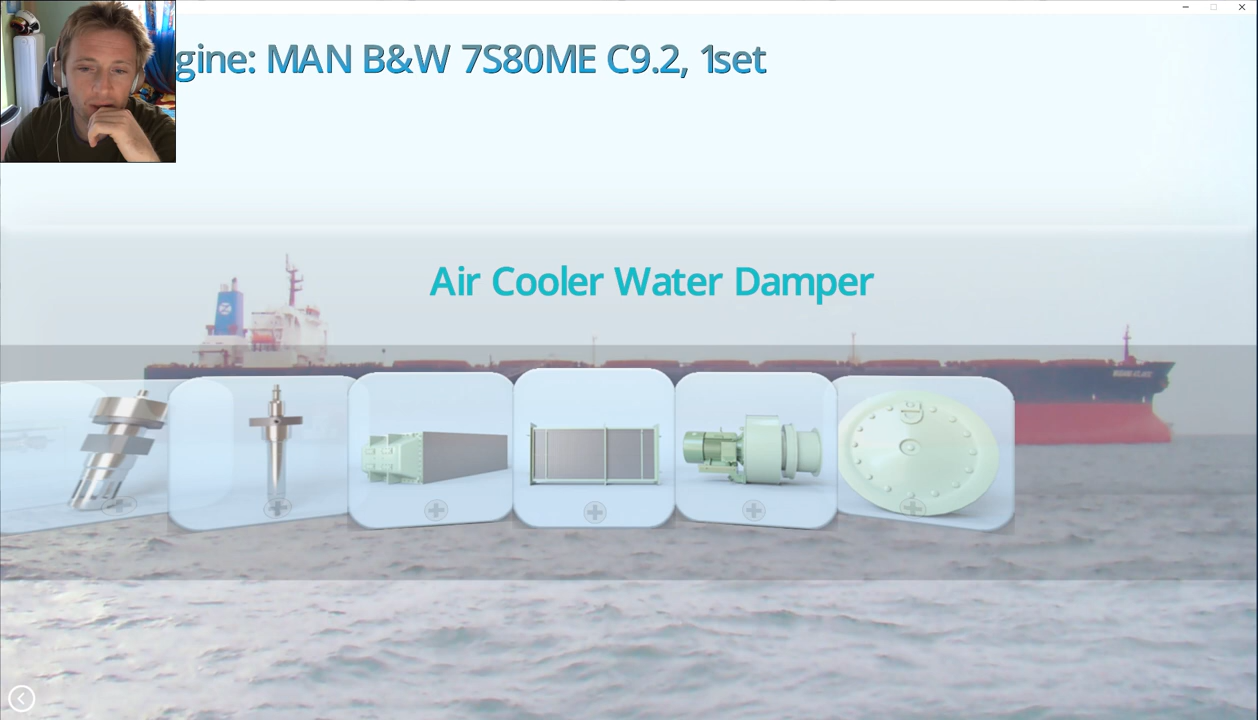 gine: MAN B&W 7S80ME C9.2, 1set
Air Cooler Water Damper